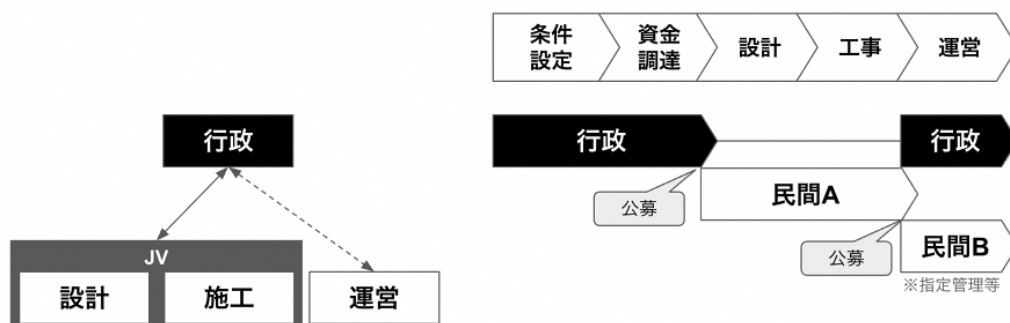 条件
設定
資金
調達
設計
工事
運営
行政
JV
設計
施工
運営
行政
行政
公募
民間A
公募
民間B
※指定管理等